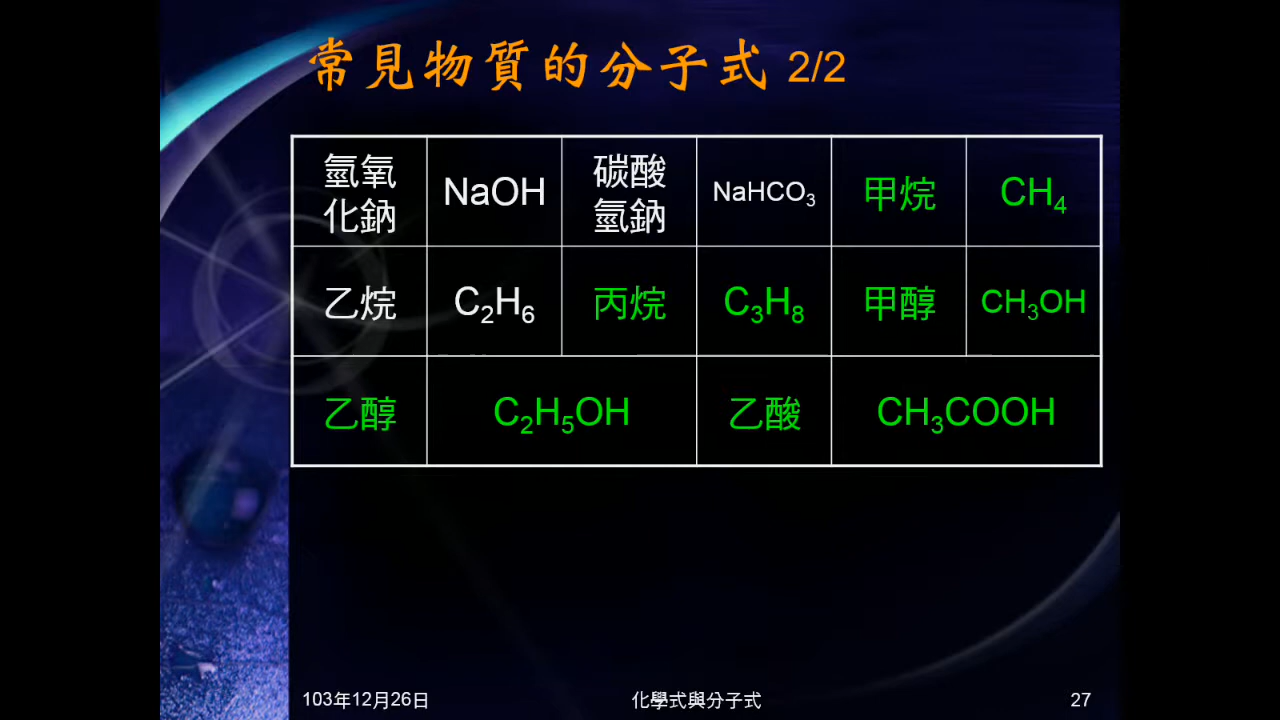 常見物質的分子式 2/2
氫氧化鈉 NaOH 碳酸氫鈉 NaHCO₃ 甲烷 CH₄
乙烷 C₂H₆ 丙烷 C₃H₈ 甲醇 CH₃OH
乙醇 C₂H₅OH 乙酸 CH₃COOH
103年12月26日 化學式與分子式 27